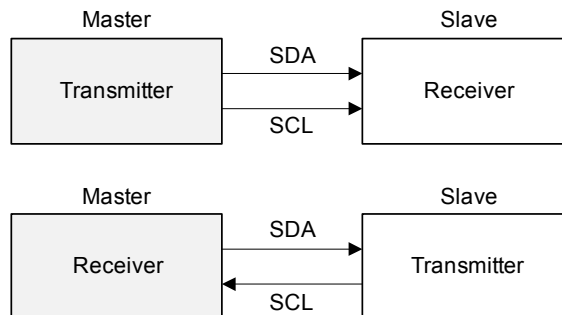 Master
Slave
Transmitter
SDA
SCL
Receiver
Master
Slave
Receiver
SDA
SCL
Transmitter